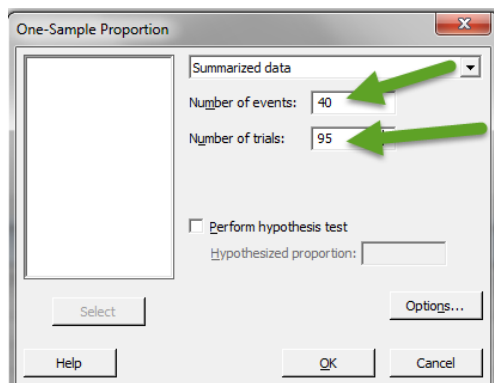 One-Sample Proportion
Summarized data
Number of events: 40
Number of trials: 95
Perform hypothesis test
Hypothesized proportion:
Select
Options...
Help
OK
Cancel